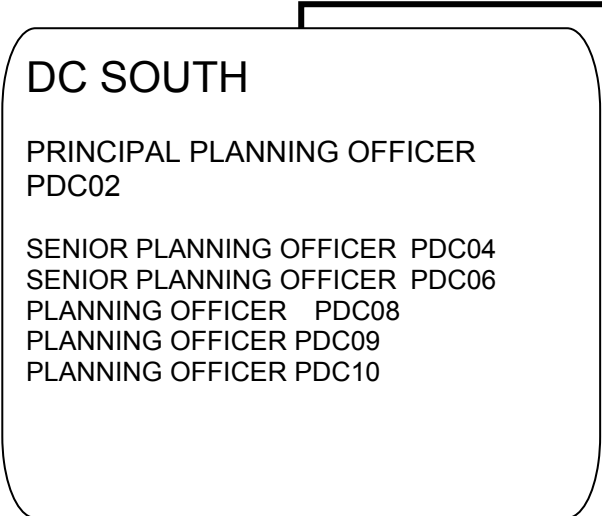 DC SOUTH
PRINCIPAL PLANNING OFFICER
PDC02
SENIOR PLANNING OFFICER PDC04
SENIOR PLANNING OFFICER PDC06
PLANNING OFFICER PDC08
PLANNING OFFICER PDC09
PLANNING OFFICER PDC10